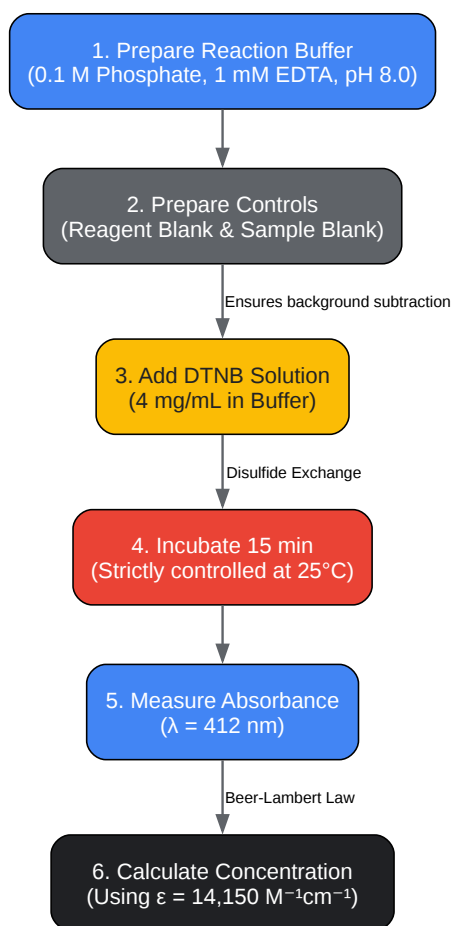 1. Prepare Reaction Buffer
(0.1 M Phosphate, 1 mM EDTA, pH 8.0)
2. Prepare Controls
(Reagent Blank & Sample Blank)
Ensures background subtraction
3. Add DTNB Solution
(4 mg/mL in Buffer)
Disulfide Exchange
4. Incubate 15 min
(Strictly controlled at 25°C)
5. Measure Absorbance
(λ = 412 nm)
Beer-Lambert Law
6. Calculate Concentration
(Using ε = 14,150 M⁻¹cm⁻¹)